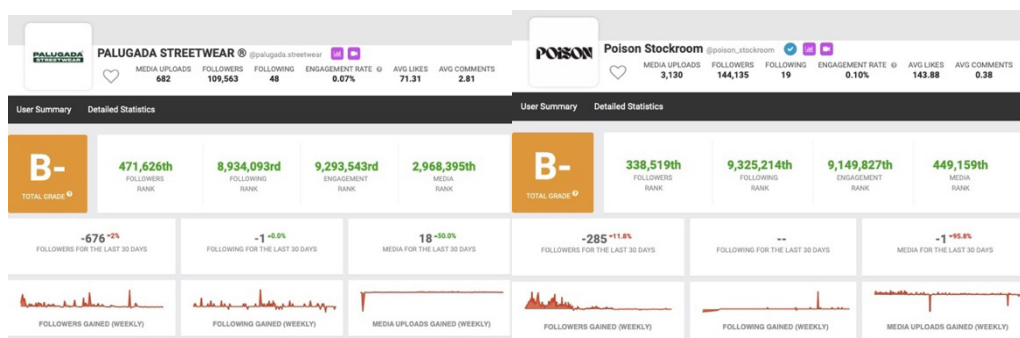 PALUGADA
STREETWEAR
PALUGADA STREETWEAR ® @palugada.streetwear
MEDIA UPLOADS FOLLOWERS FOLLOWING ENGAGEMENT RATE AVG LIKES AVG COMMENTS
682 109,563 48 0.07% 71.31 2.81
User Summary Detailed Statistics
B-
TOTAL GRADE
471,626th 8,934,093rd 9,293,543rd 2,968,395th
FOLLOWERS FOLLOWING ENGAGEMENT MEDIA
RANK RANK RANK RANK
-676 -2%
FOLLOWERS FOR THE LAST 30 DAYS
-1 +0.0%
FOLLOWING FOR THE LAST 30 DAYS
18 +50.0%
MEDIA FOR THE LAST 30 DAYS
FOLLOWERS GAINED (WEEKLY) FOLLOWING GAINED (WEEKLY) MEDIA UPLOADS GAINED (WEEKLY)
POISON
Poison Stockroom @poison_stockroom
MEDIA UPLOADS FOLLOWERS FOLLOWING ENGAGEMENT RATE AVG LIKES AVG COMMENTS
3,130 144,135 19 0.10% 143.88 0.38
User Summary Detailed Statistics
B-
TOTAL GRADE
338,519th 9,325,214th 9,149,827th 449,159th
FOLLOWERS FOLLOWING ENGAGEMENT MEDIA
RANK RANK RANK RANK
-285 +11.8%
FOLLOWERS FOR THE LAST 30 DAYS
--
FOLLOWING FOR THE LAST 30 DAYS
-1 +95.8%
MEDIA FOR THE LAST 30 DAYS
FOLLOWERS GAINED (WEEKLY) FOLLOWING GAINED (WEEKLY) MEDIA UPLOADS GAINED (WEEKLY)